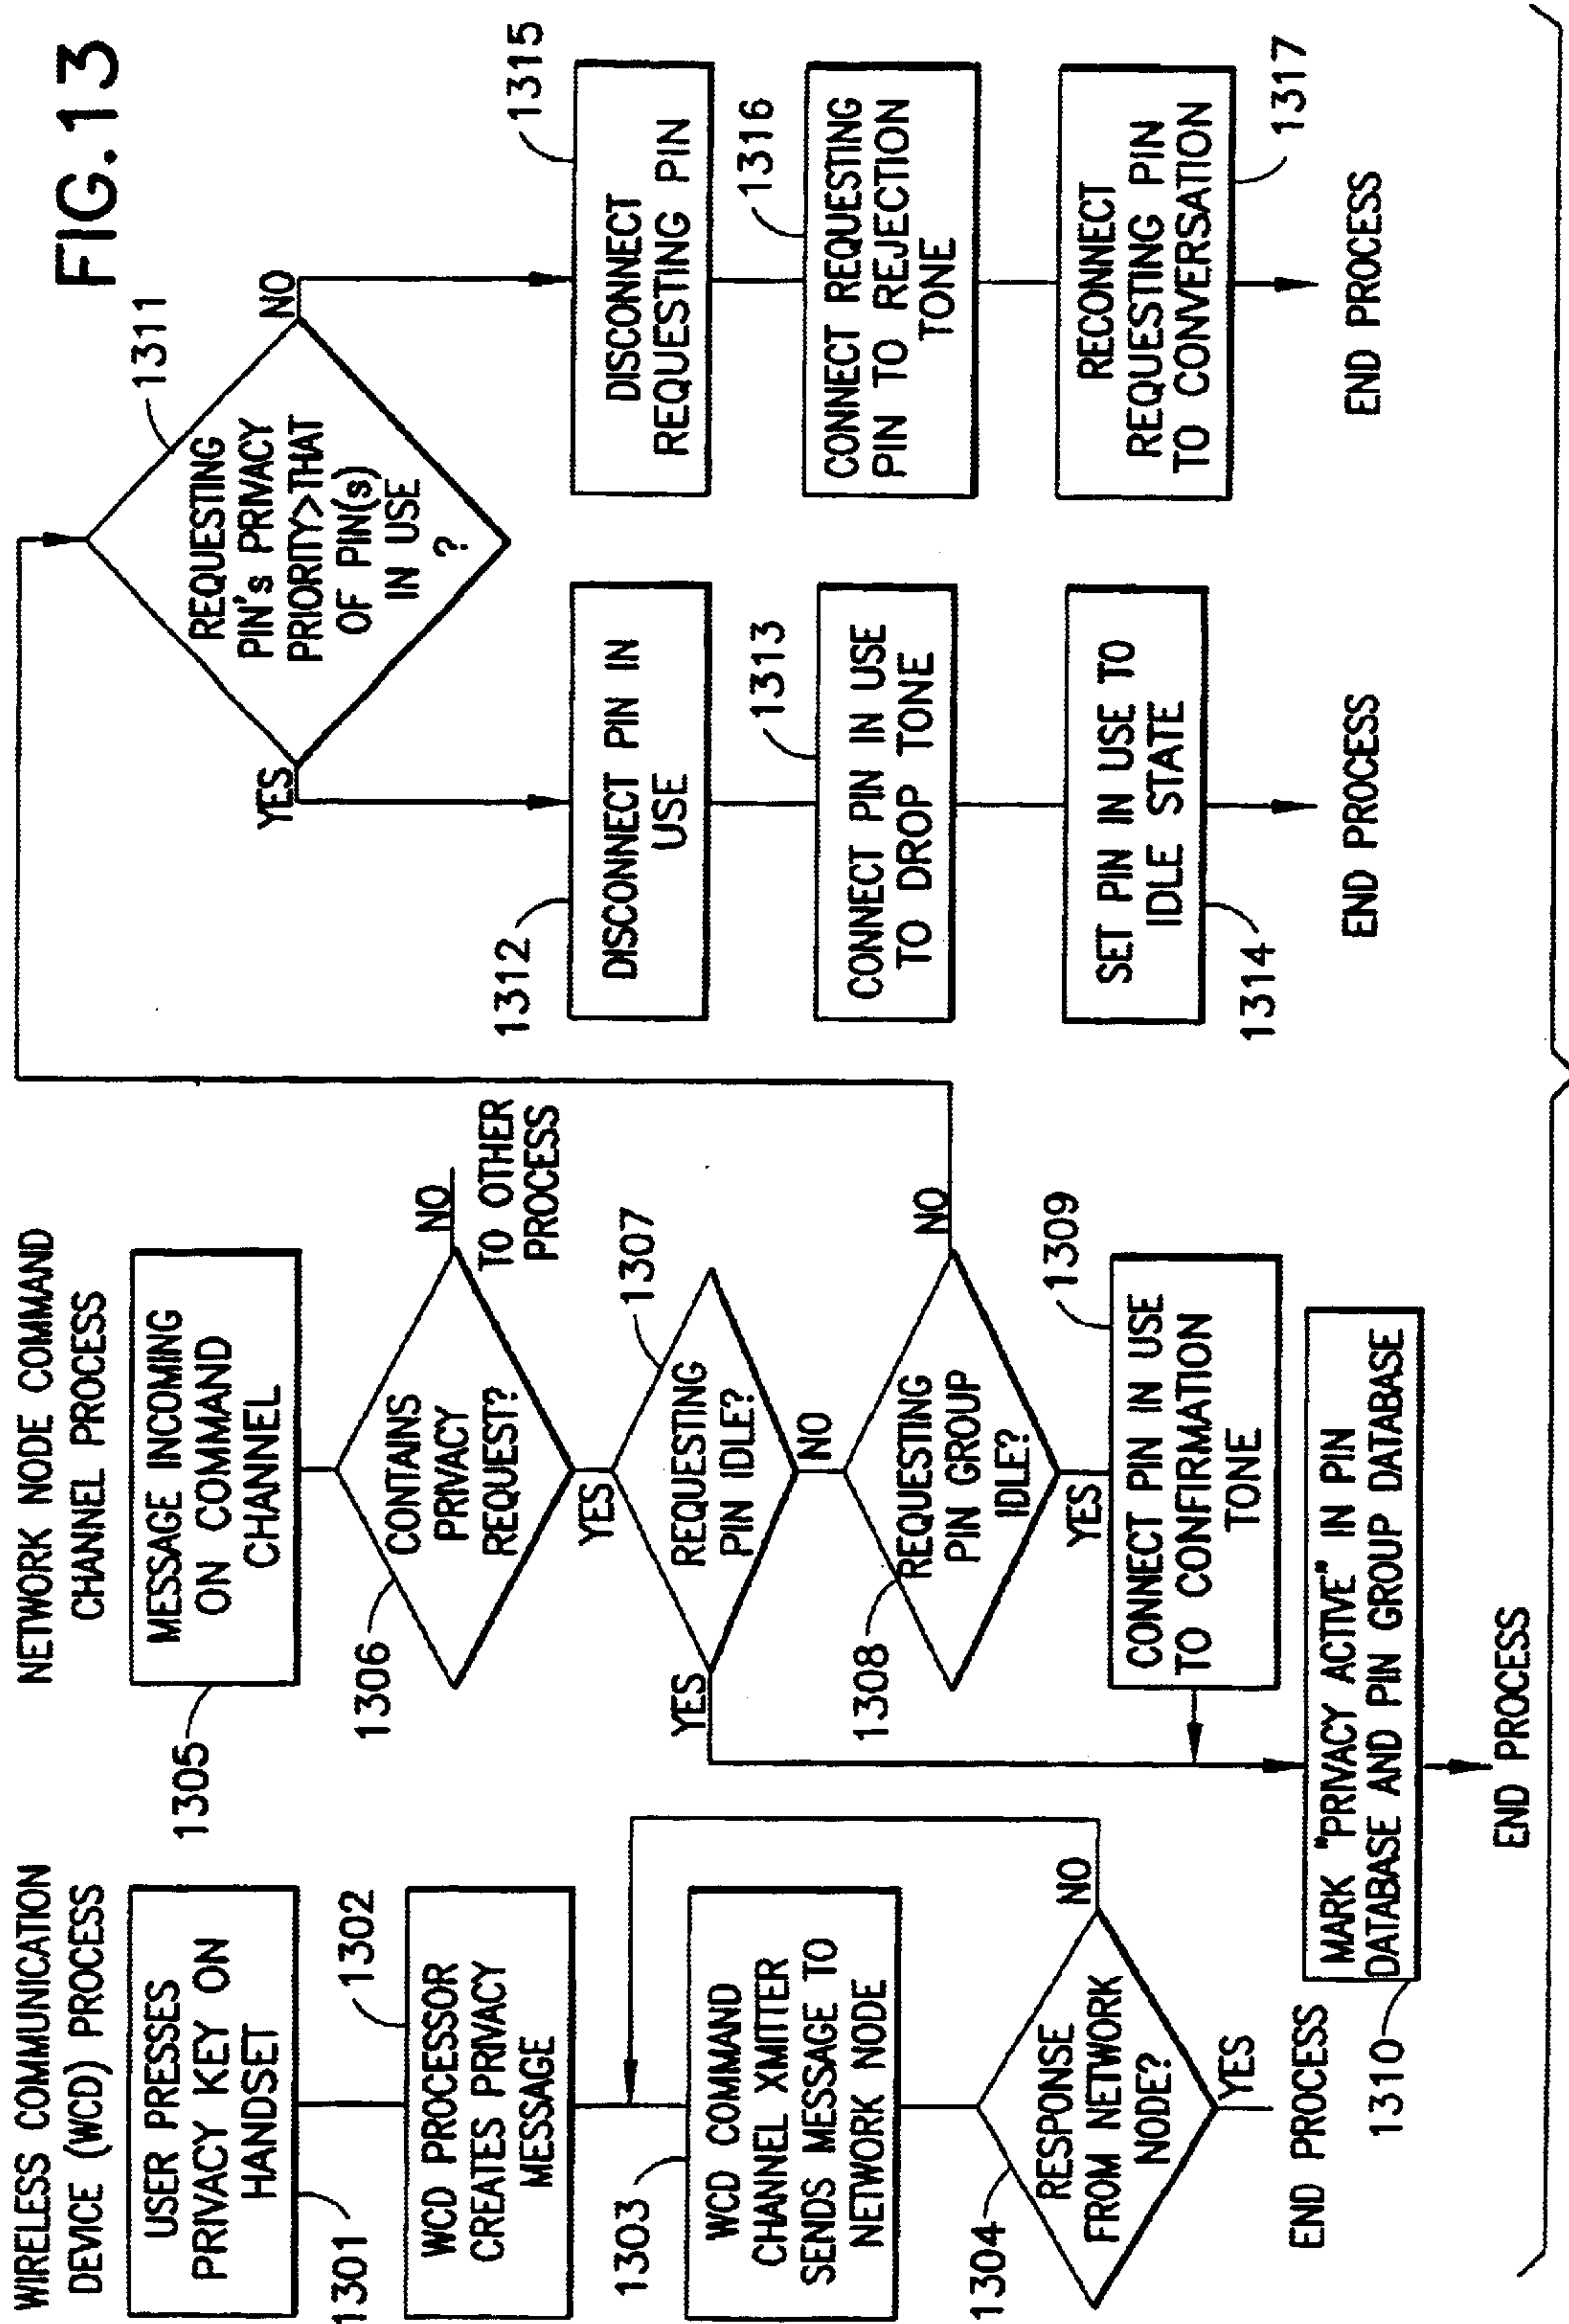 FIG.13
WIRELESS COMMUNICATION
DEVICE (WCD) PROCESS
USER PRESSES
PRIVACY KEY ON
HANDSET
1301
WCD PROCESSOR
CREATES PRIVACY
MESSAGE
1302
WCD COMMAND
CHANNEL XMITTER
SENDS MESSAGE TO
NETWORK NODE
1303
RESPONSE
FROM NETWORK
NODE?
1304
NO
YES
END PROCESS
NETWORK NODE COMMAND
CHANNEL PROCESS
MESSAGE INCOMING
ON COMMAND
CHANNEL
1305
CONTAINS
PRIVACY
REQUEST?
1306
NO
TO OTHER
PROCESS
YES
REQUESTING
PIN IDLE?
1307
YES
NO
REQUESTING
PIN GROUP
IDLE?
1308
NO
YES
CONNECT PIN IN USE
TO CONFIRMATION
TONE
1309
MARK "PRIVACY ACTIVE" IN PIN
DATABASE AND PIN GROUP DATABASE
1310
END PROCESS
REQUESTING
PIN's PRIVACY
PRIORITY>THAT
OF PIN(s)
IN USE
?
1311
YES
NO
DISCONNECT PIN IN
USE
1312
CONNECT PIN IN USE
TO DROP TONE
1313
SET PIN IN USE TO
IDLE STATE
1314
END PROCESS
DISCONNECT
REQUESTING PIN
1315
CONNECT REQUESTING
PIN TO REJECTION
TONE
1316
RECONNECT
REQUESTING PIN
TO CONVERSATION
1317
END PROCESS